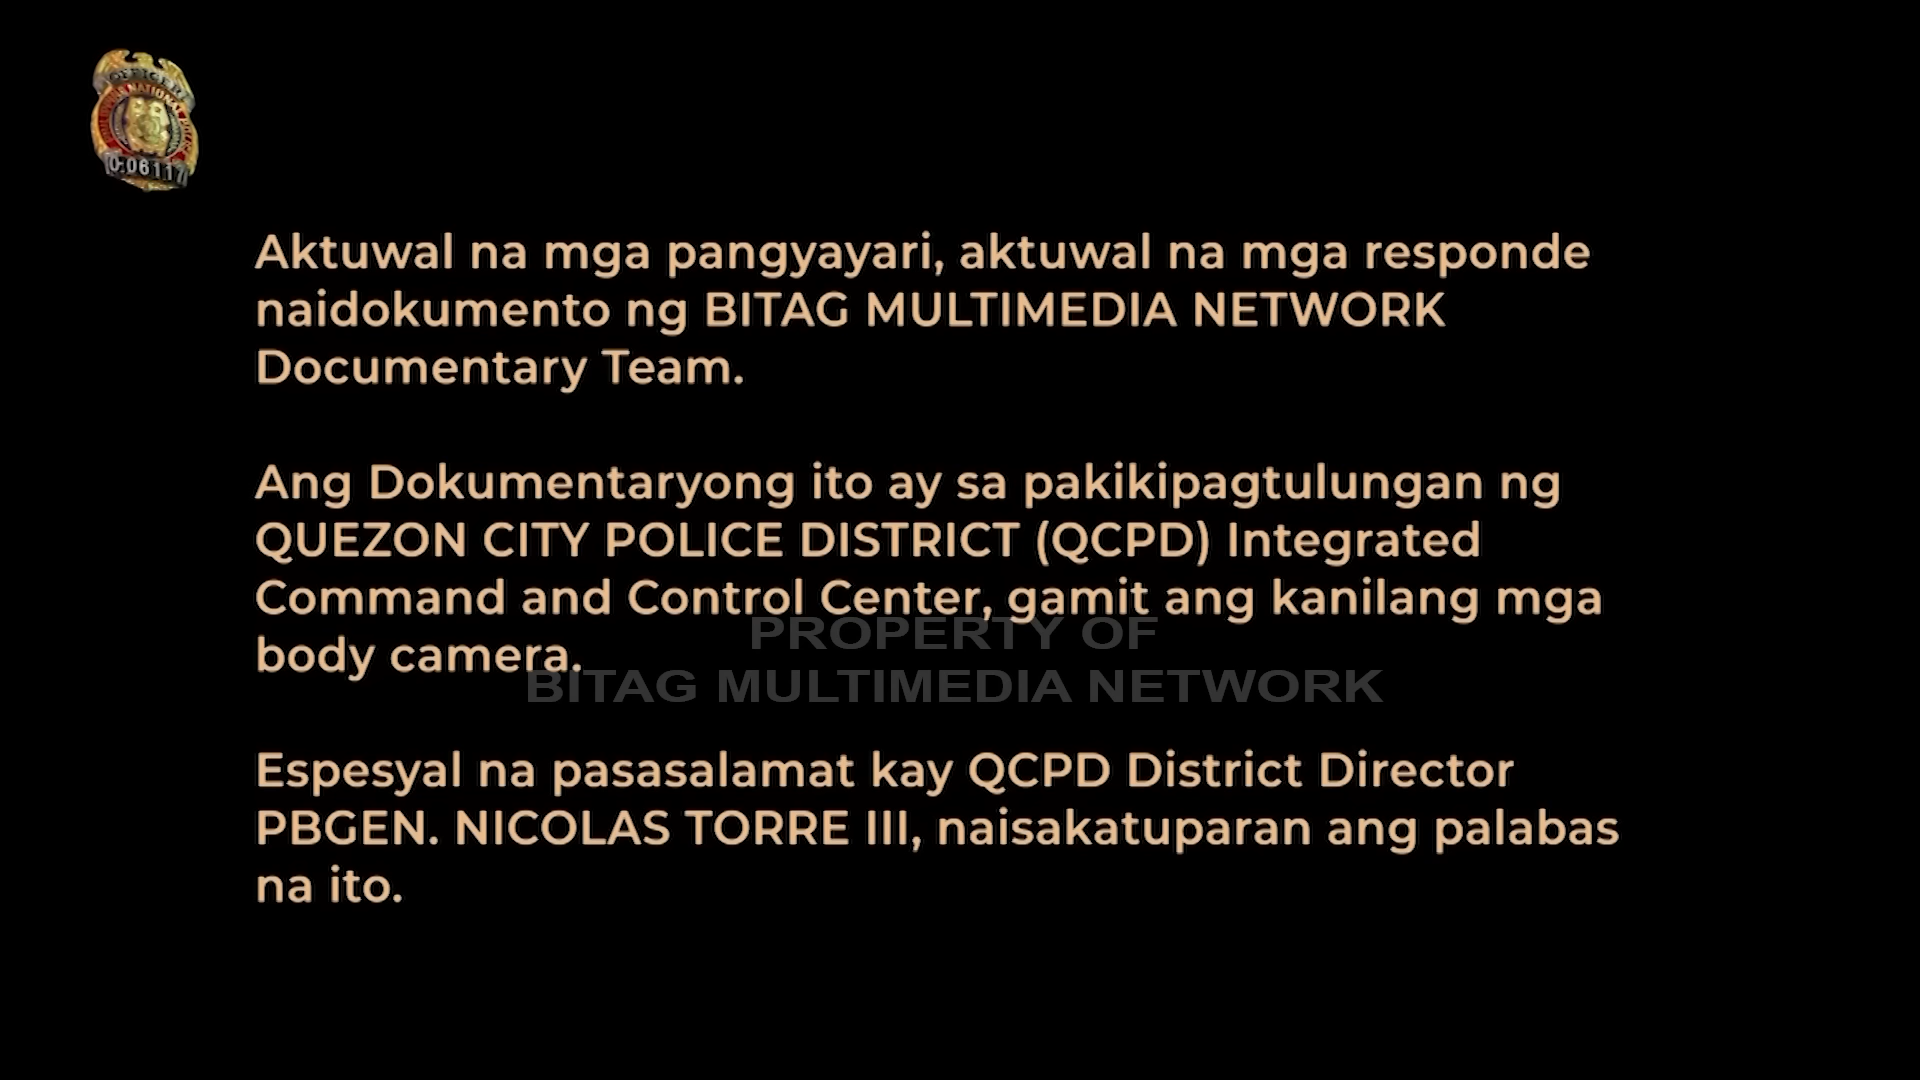 OFFICER
NATIONAL
O-06117
Aktuwal na mga pangyayari, aktuwal na mga responde
naidokumento ng BITAG MULTIMEDIA NETWORK
Documentary Team.
Ang Dokumentaryong ito ay sa pakikipagtulungan ng
QUEZON CITY POLICE DISTRICT (QCPD) Integrated
Command and Control Center, gamit ang kanilang mga
body camera.
PROPERTY OF
BITAG MULTIMEDIA NETWORK
Espesyal na pasasalamat kay QCPD District Director
PBGEN. NICOLAS TORRE III, naisakatuparan ang palabas
na ito.